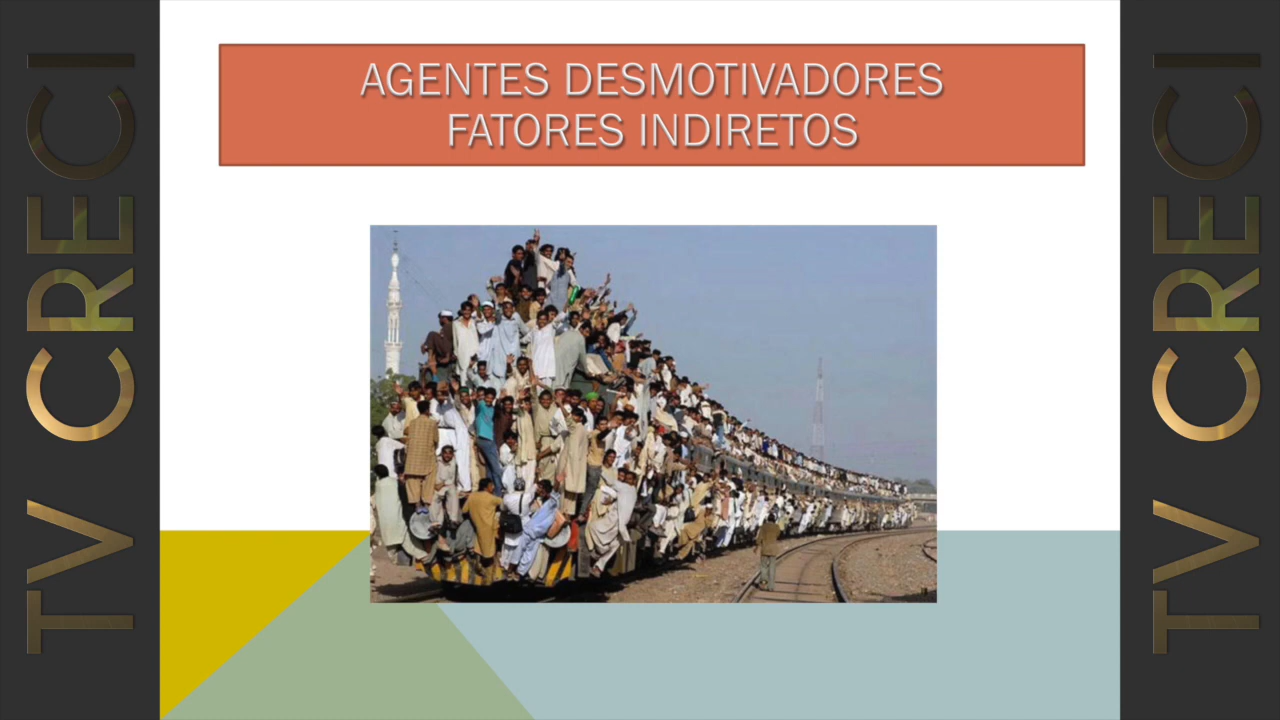 AGENTES DESMOTIVADORES
FATORES INDIRETOS
TV CRECI
TV CRECI